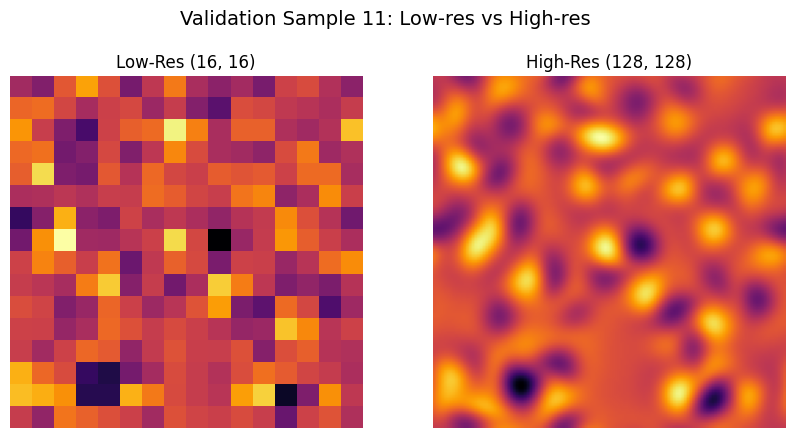 Validation Sample 11: Low-res vs High-res
Low-Res (16, 16)
High-Res (128, 128)